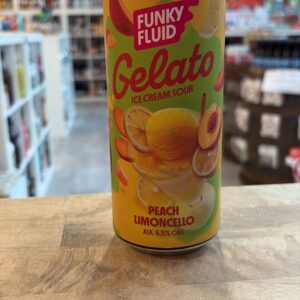 FUNKY
FLUID
Gelato
ICE CREAM SOUR
PEACH
LIMONCELLO
ALK. 5,5% OBJ.